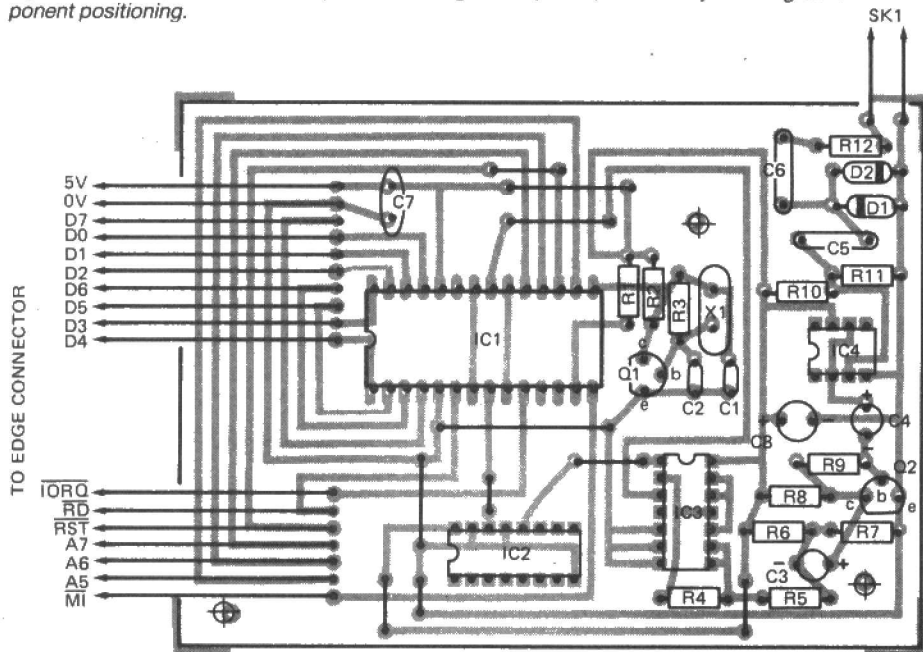 ponent positioning.
SK1
R12
C6
D2
5V
C7
0V
D1
D7
D0
C5
D1
D2
R11
D6
R10
R1
R2
R3
D5
X1
D3
IC1
IC4
D4
c
Q1
b
+
e
C2
C1
C4
TO EDGE CONNECTOR
R9
Q2
IORQ
R8
c
b
e
RD
IC3
RST
R6
R7
A7
IC2
A6
C3
+
A5
R4
R5
MI